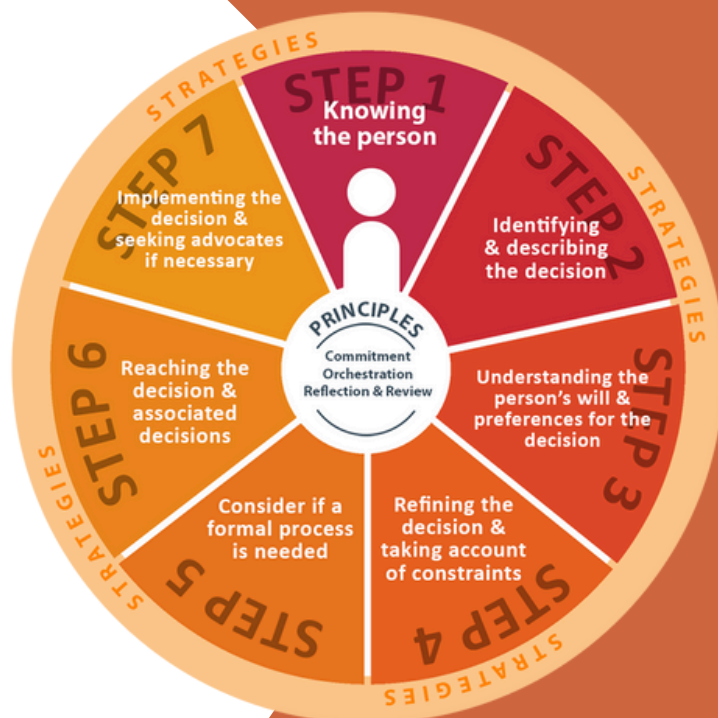 STRATEGIES
STEP 1
Knowing
the person
STRATEGIES
STEP 2
Identifying
& describing
the decision
STEP 3
Understanding the
person's will &
preferences for the
decision
STEP 4
Refining the
decision &
taking account
of constraints
STRATEGIES
STEP 5
Consider if a
formal process
is needed
STRATEGIES
STEP 6
Reaching the
decision &
associated
decisions
STEP 7
Implementing the
decision &
seeking advocates
if necessary
PRINCIPLES
Commitment
Orchestration
Reflection & Review